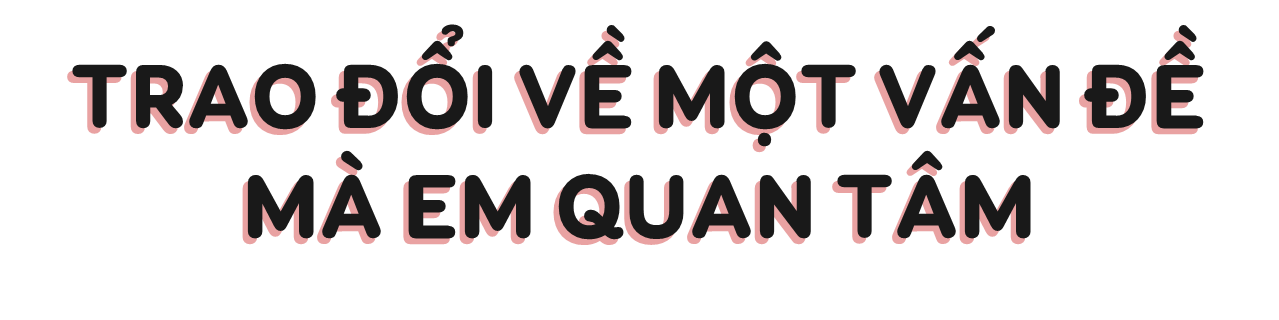 TRAO ĐỔI VỀ MỘT VẤN ĐỀ
MÀ EM QUAN TÂM